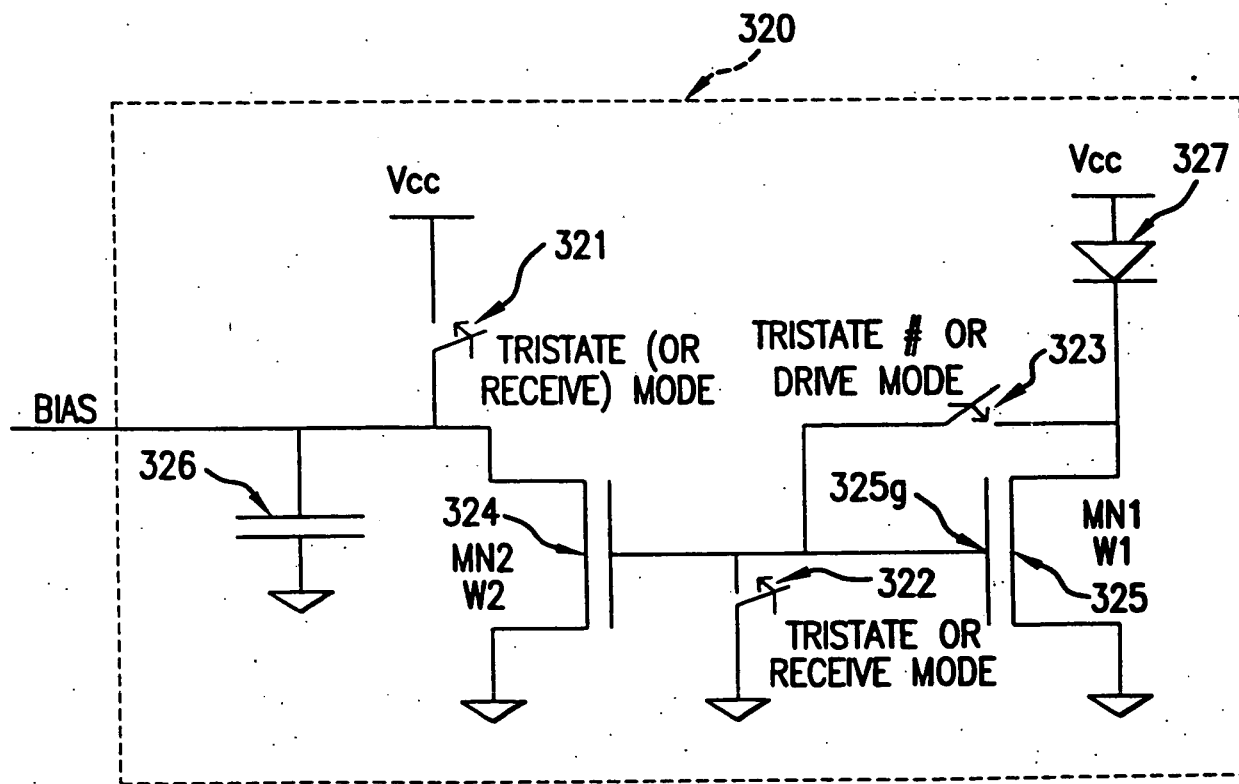 320
Vcc
Vcc
327
321
TRISTATE (OR
RECEIVE) MODE
TRISTATE # OR
DRIVE MODE
323
BIAS
326
324
MN2
W2
325g
MN1
W1
322
325
TRISTATE OR
RECEIVE MODE